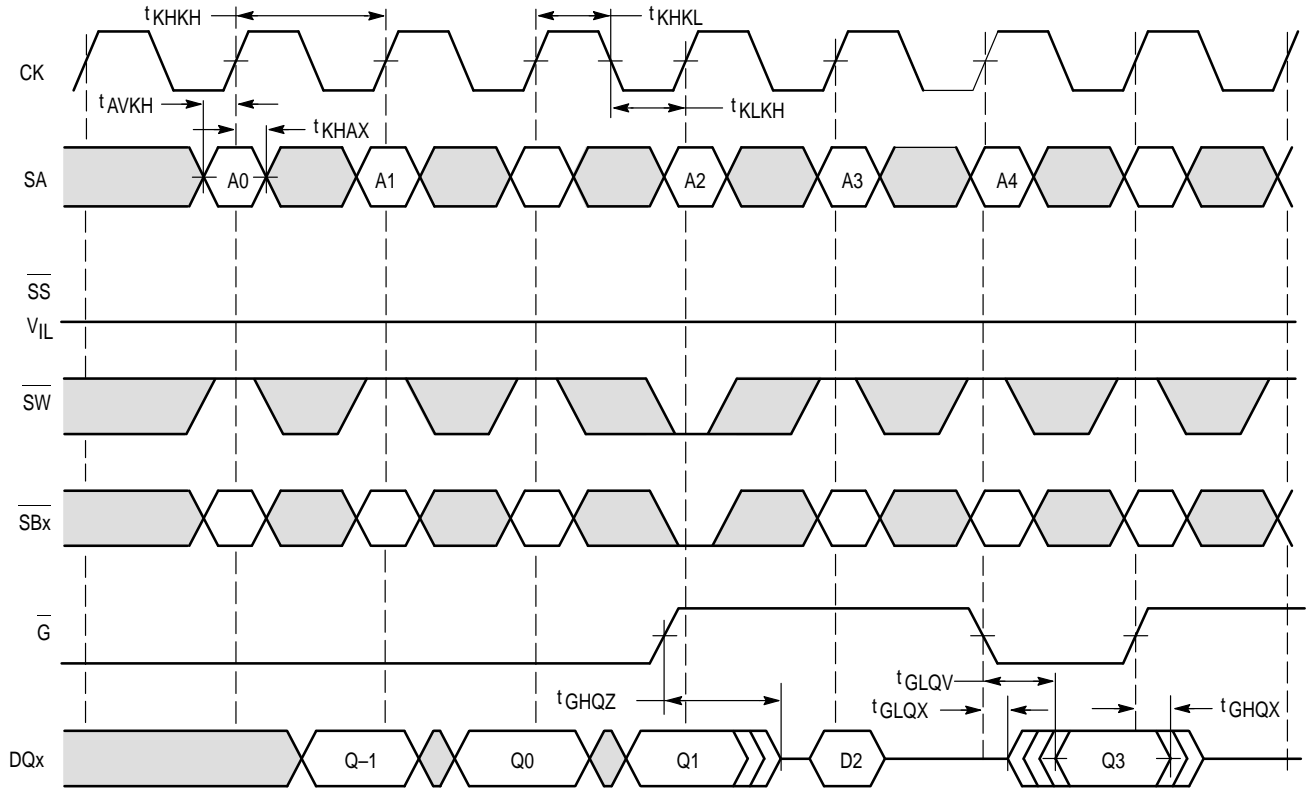 tKHKH
tKHKL
CK
tAVKH
tKHAX
tKLKH
SA
A0
A1
A2
A3
A4
SS
VIL
SW
SBx
G
tGHQZ
tGLQV
tGLQX
tGHQX
DQx
Q–1
Q0
Q1
D2
Q3